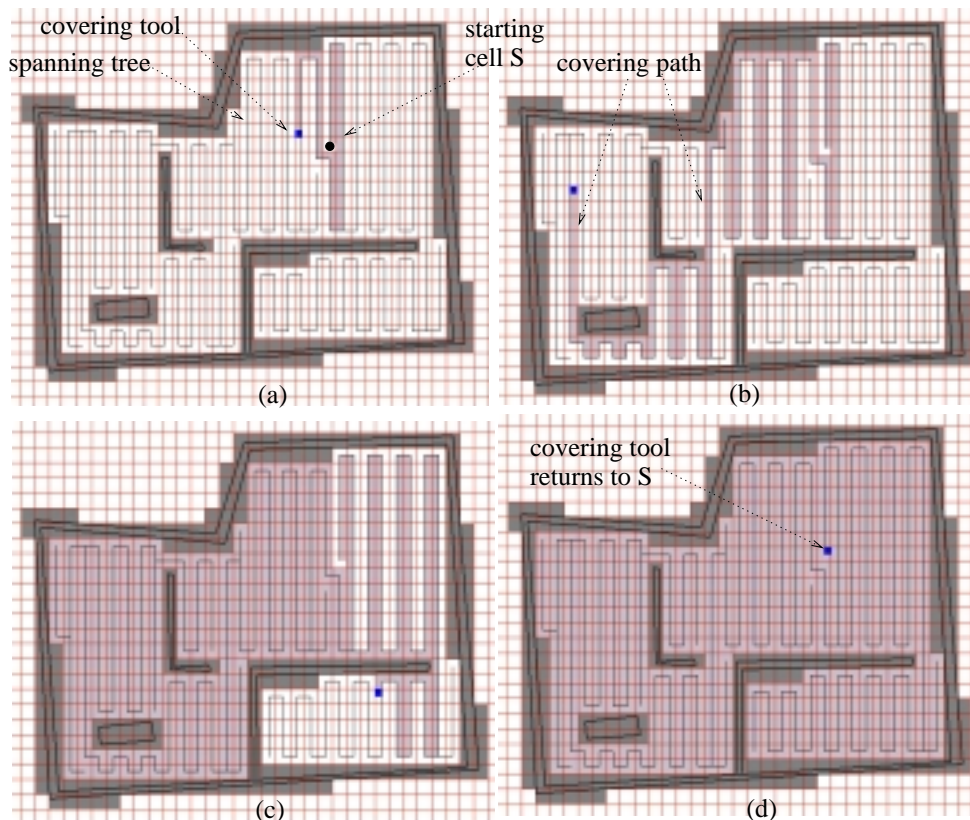 covering tool
spanning tree
starting
cell S
covering path
(a)
(b)
covering tool
returns to S
(c)
(d)